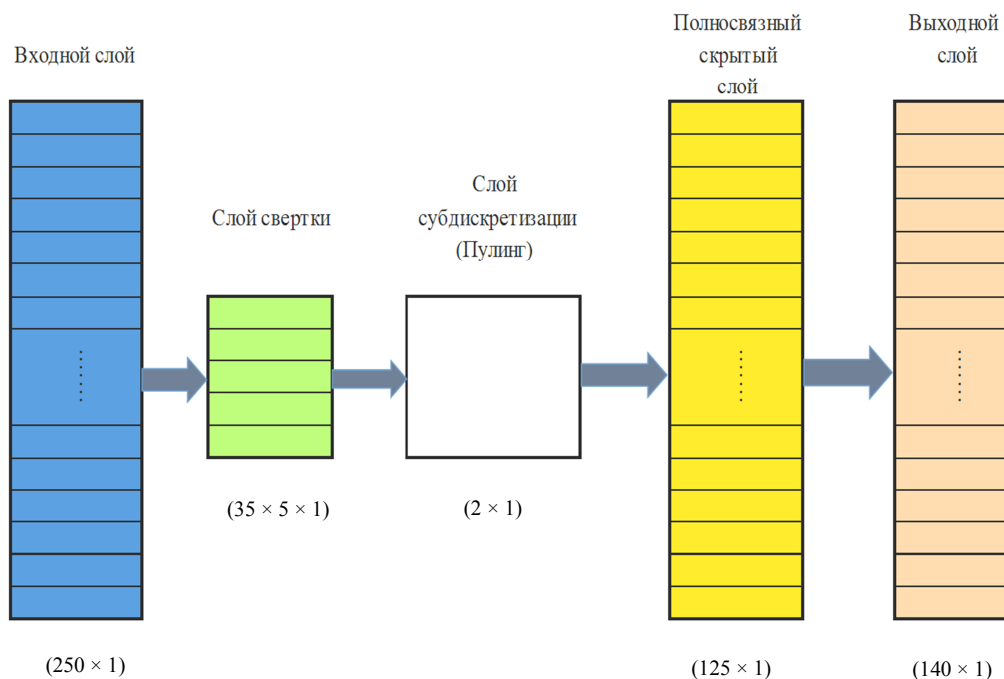 Входной слой
Слой свертки
Слой
субдискретизации
(Пулинг)
Полносвязный
скрытый
слой
Выходной
слой
(35 × 5 × 1)
(2 × 1)
(250 × 1)
(125 × 1)
(140 × 1)